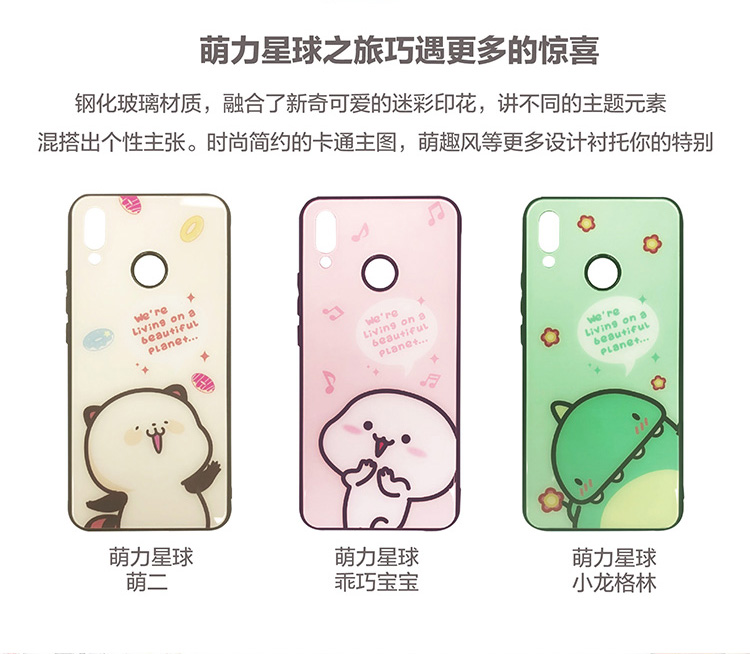 萌力星球之旅巧遇更多的惊喜
钢化玻璃材质，融合了新奇可爱的迷彩印花，讲不同的主题元素
混搭出个性主张。时尚简约的卡通主图，萌趣风等更多设计衬托你的特别
We're
Living on a
beautiful
PLanet...
We're
Living on a
beautiful
PLanet...
We're
Living on a
beautiful
PLanet...
萌力星球
萌二
萌力星球
乖巧宝宝
萌力星球
小龙格林